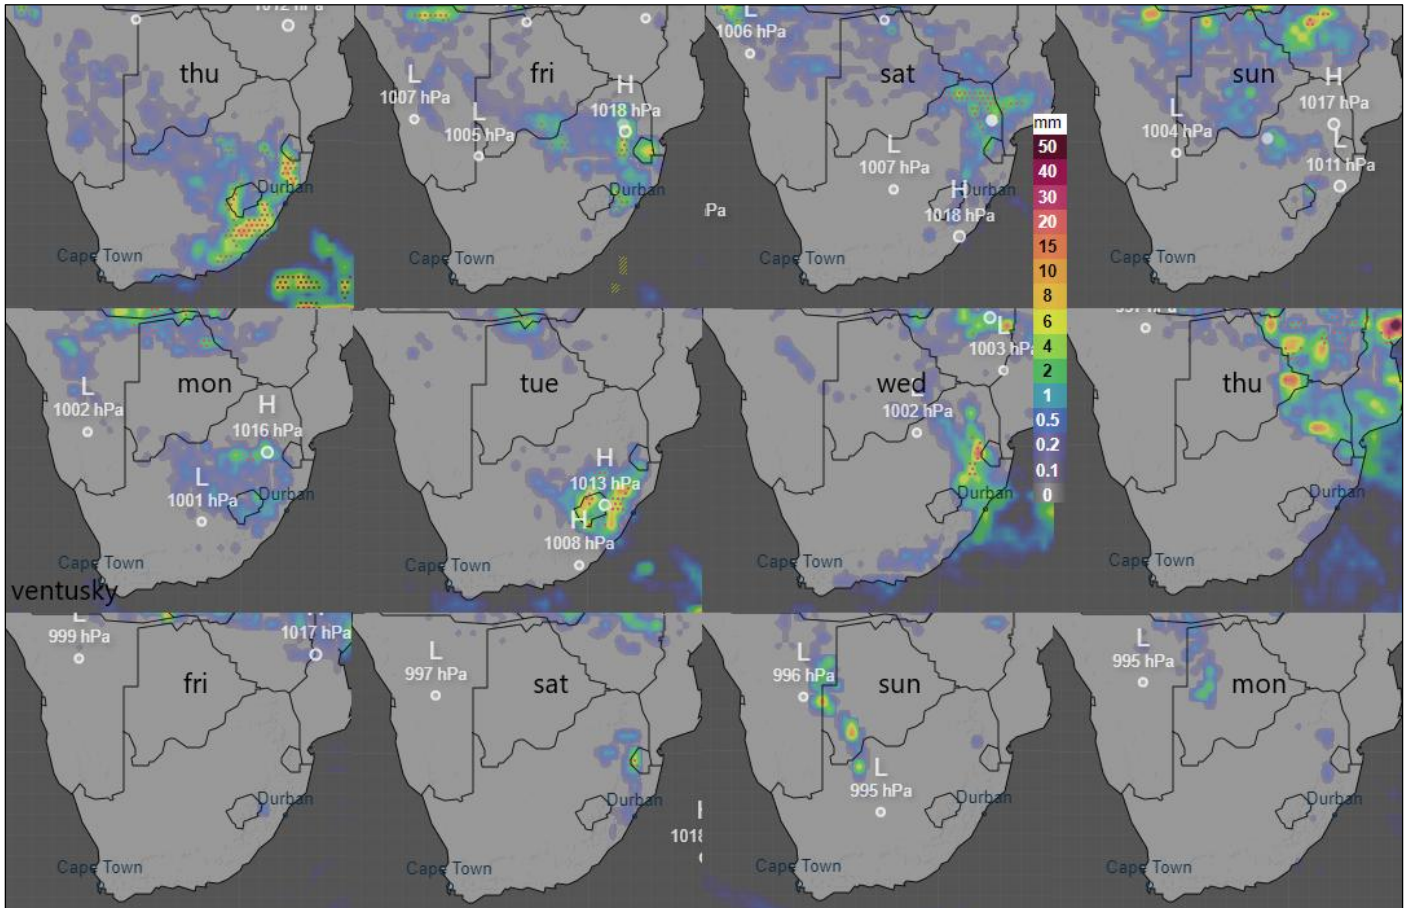 1012 hPa
thu
Durban
Cape Town
L
1007 hPa
fri
L
1005 hPa
H
1018 hPa
Durban
Cape Town
Pa
L
1006 hPa
sat
L
1007 hPa
H
1018 hPa
Durban
Cape Town
mm
50
40
30
20
15
10
8
6
4
2
1
0.5
0.2
0.1
0
sun
H
1017 hPa
L
1004 hPa
L
1011 hPa
Cape Town
L
1002 hPa
mon
H
1016 hPa
L
1001 hPa
Durban
Cape Town
ventusky
tue
H
1013 hPa
H
1008 hPa
Cape Town
L
1003 hPa
wed
L
1002 hPa
Durban
Cape Town
thu
Durban
Cape Town
L
999 hPa
H
1017 hPa
fri
Durban
Cape Town
L
997 hPa
sat
Durban
1018
Cape Town
L
996 hPa
sun
L
995 hPa
Durban
Cape Town
L
995 hPa
mon
Durban
Cape Town